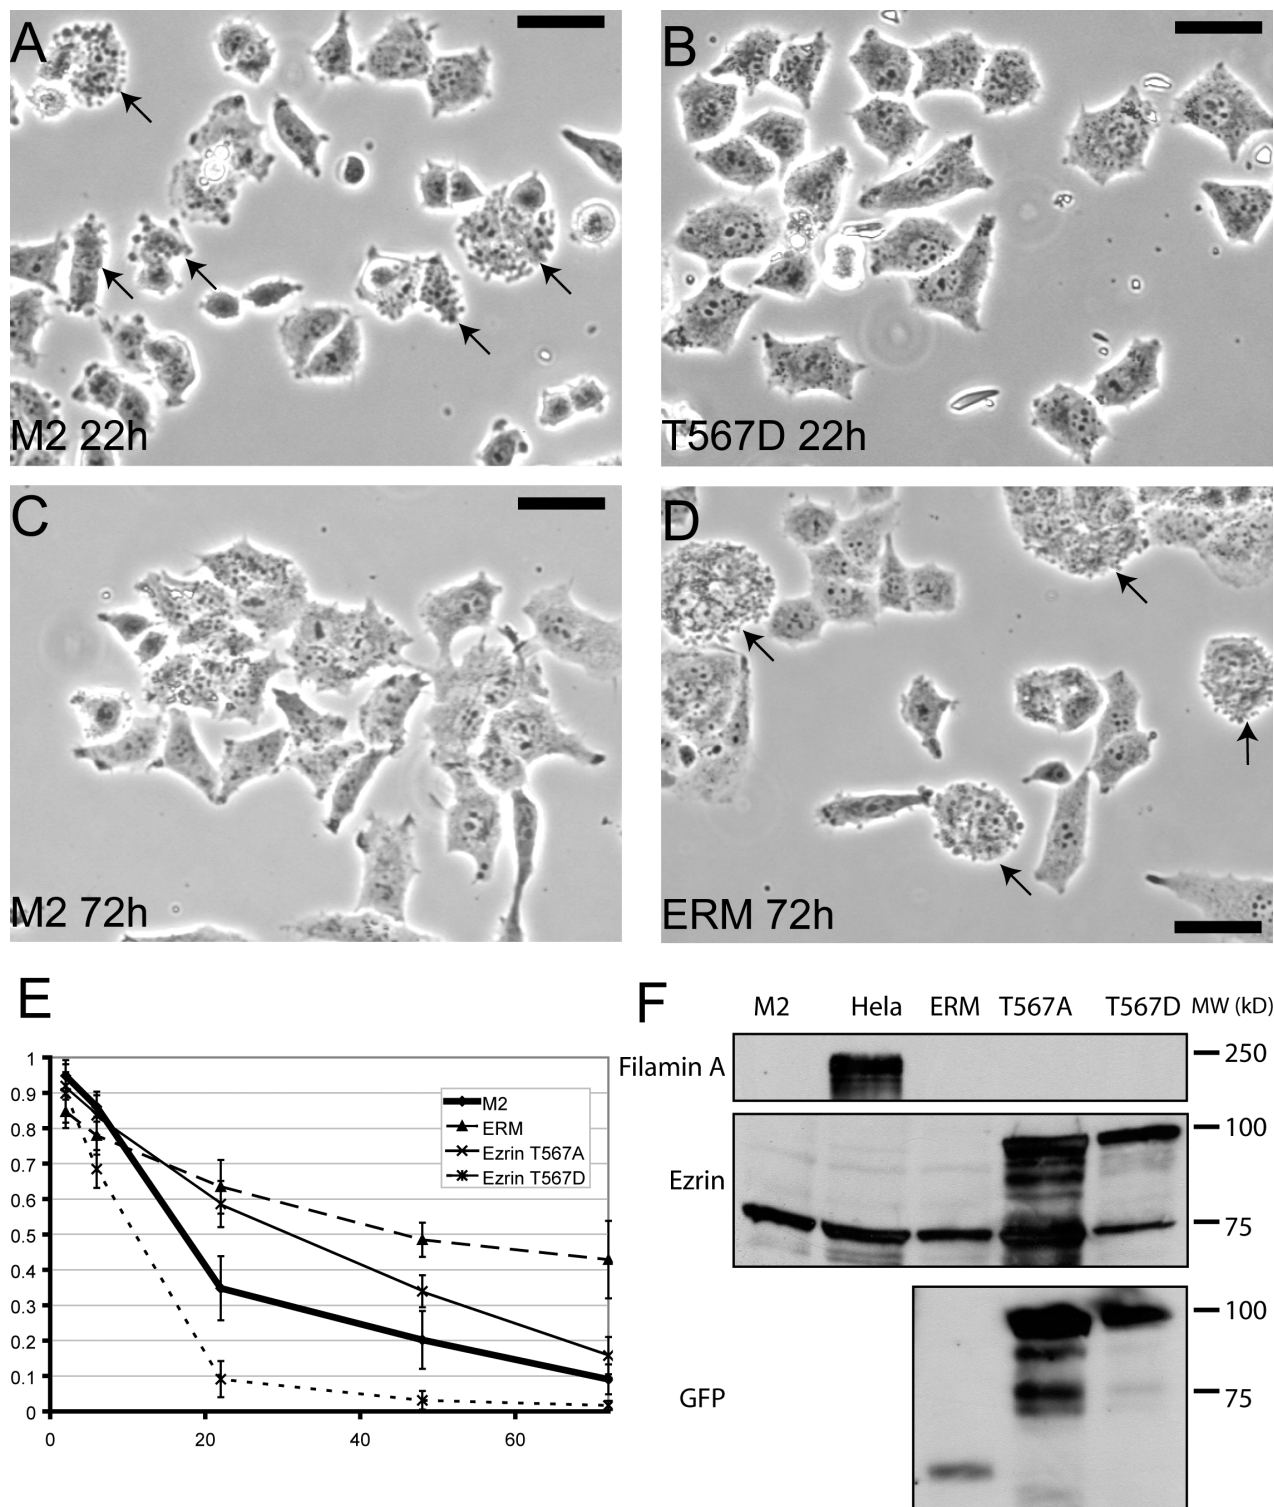 A
M2 22h
B
T567D 22h
C
M2 72h
D
ERM 72h
E
1
0.9
0.8
0.7
0.6
0.5
0.4
0.3
0.2
0.1
0
0 20 40 60
M2
ERM
Ezrin T567A
Ezrin T567D
F
M2 Hela ERM T567A T567D MW (kD)
Filamin A
250
Ezrin
100
75
GFP
100
75